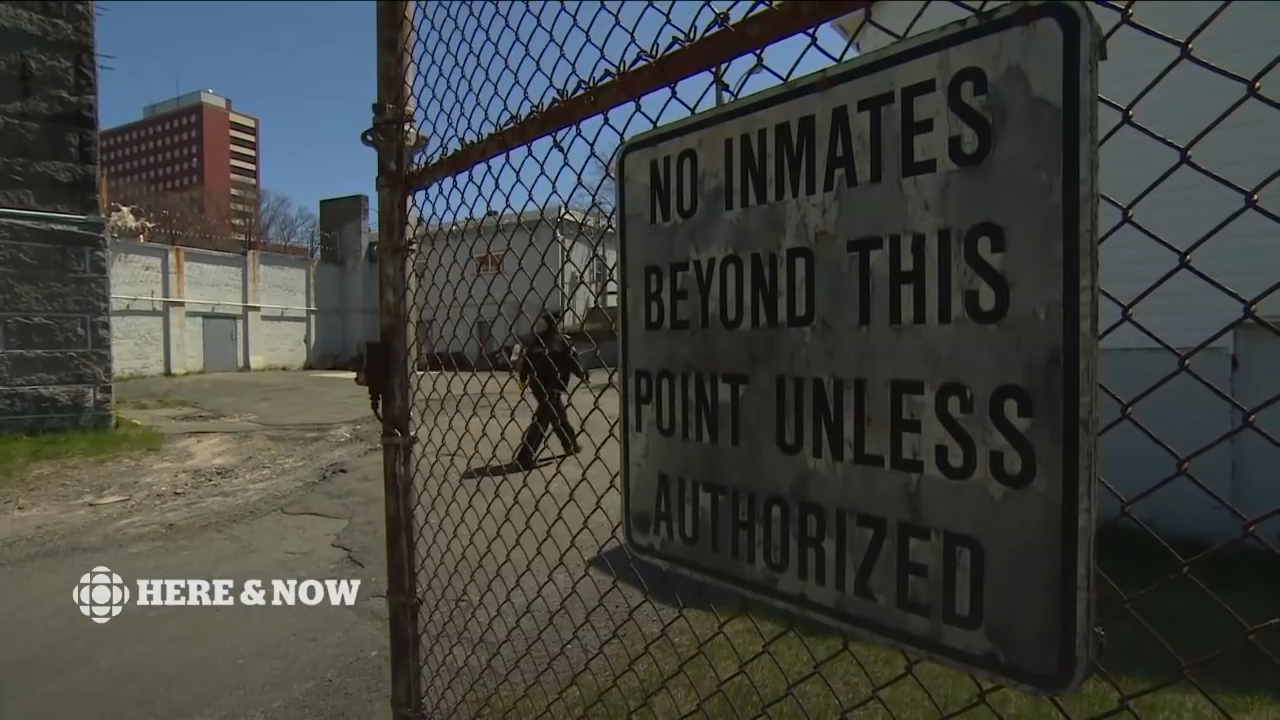 NO INMATES
BEYOND THIS
POINT UNLESS
AUTHORIZED
HERE & NOW